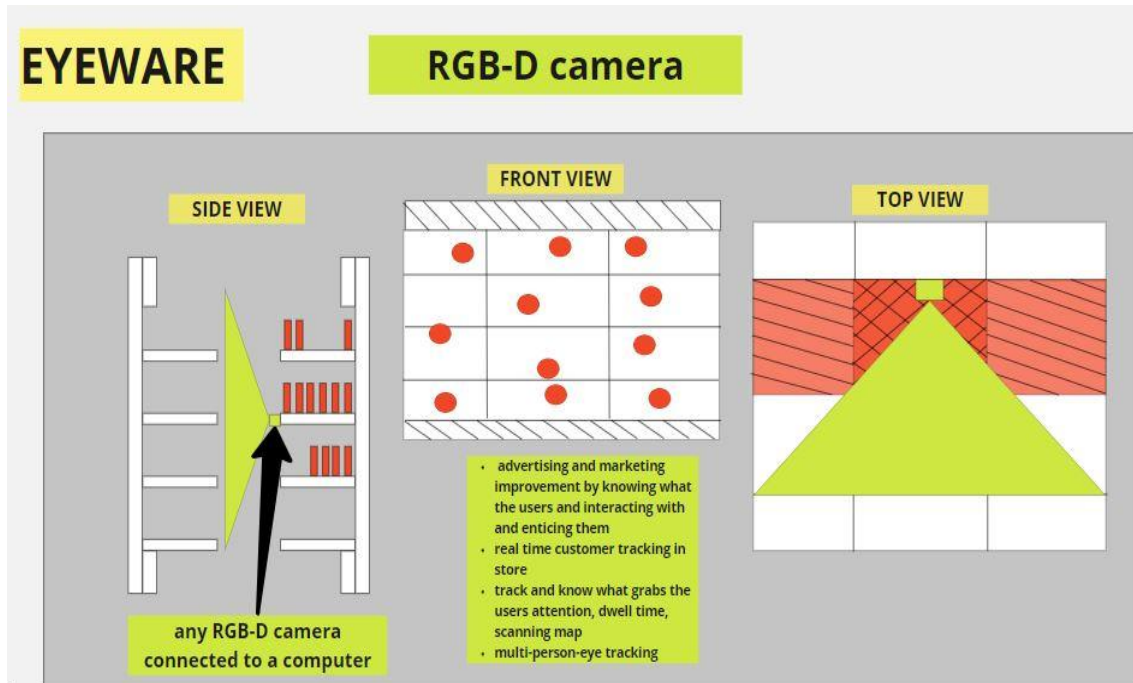 EYEWARE
RGB-D camera
SIDE VIEW
FRONT VIEW
TOP VIEW
any RGB-D camera
connected to a computer
• advertising and marketing
improvement by knowing what
the users and interacting with
and enticing them
• real time customer tracking in
store
• track and know what grabs the
users attention, dwell time,
scanning map
• multi-person-eye tracking